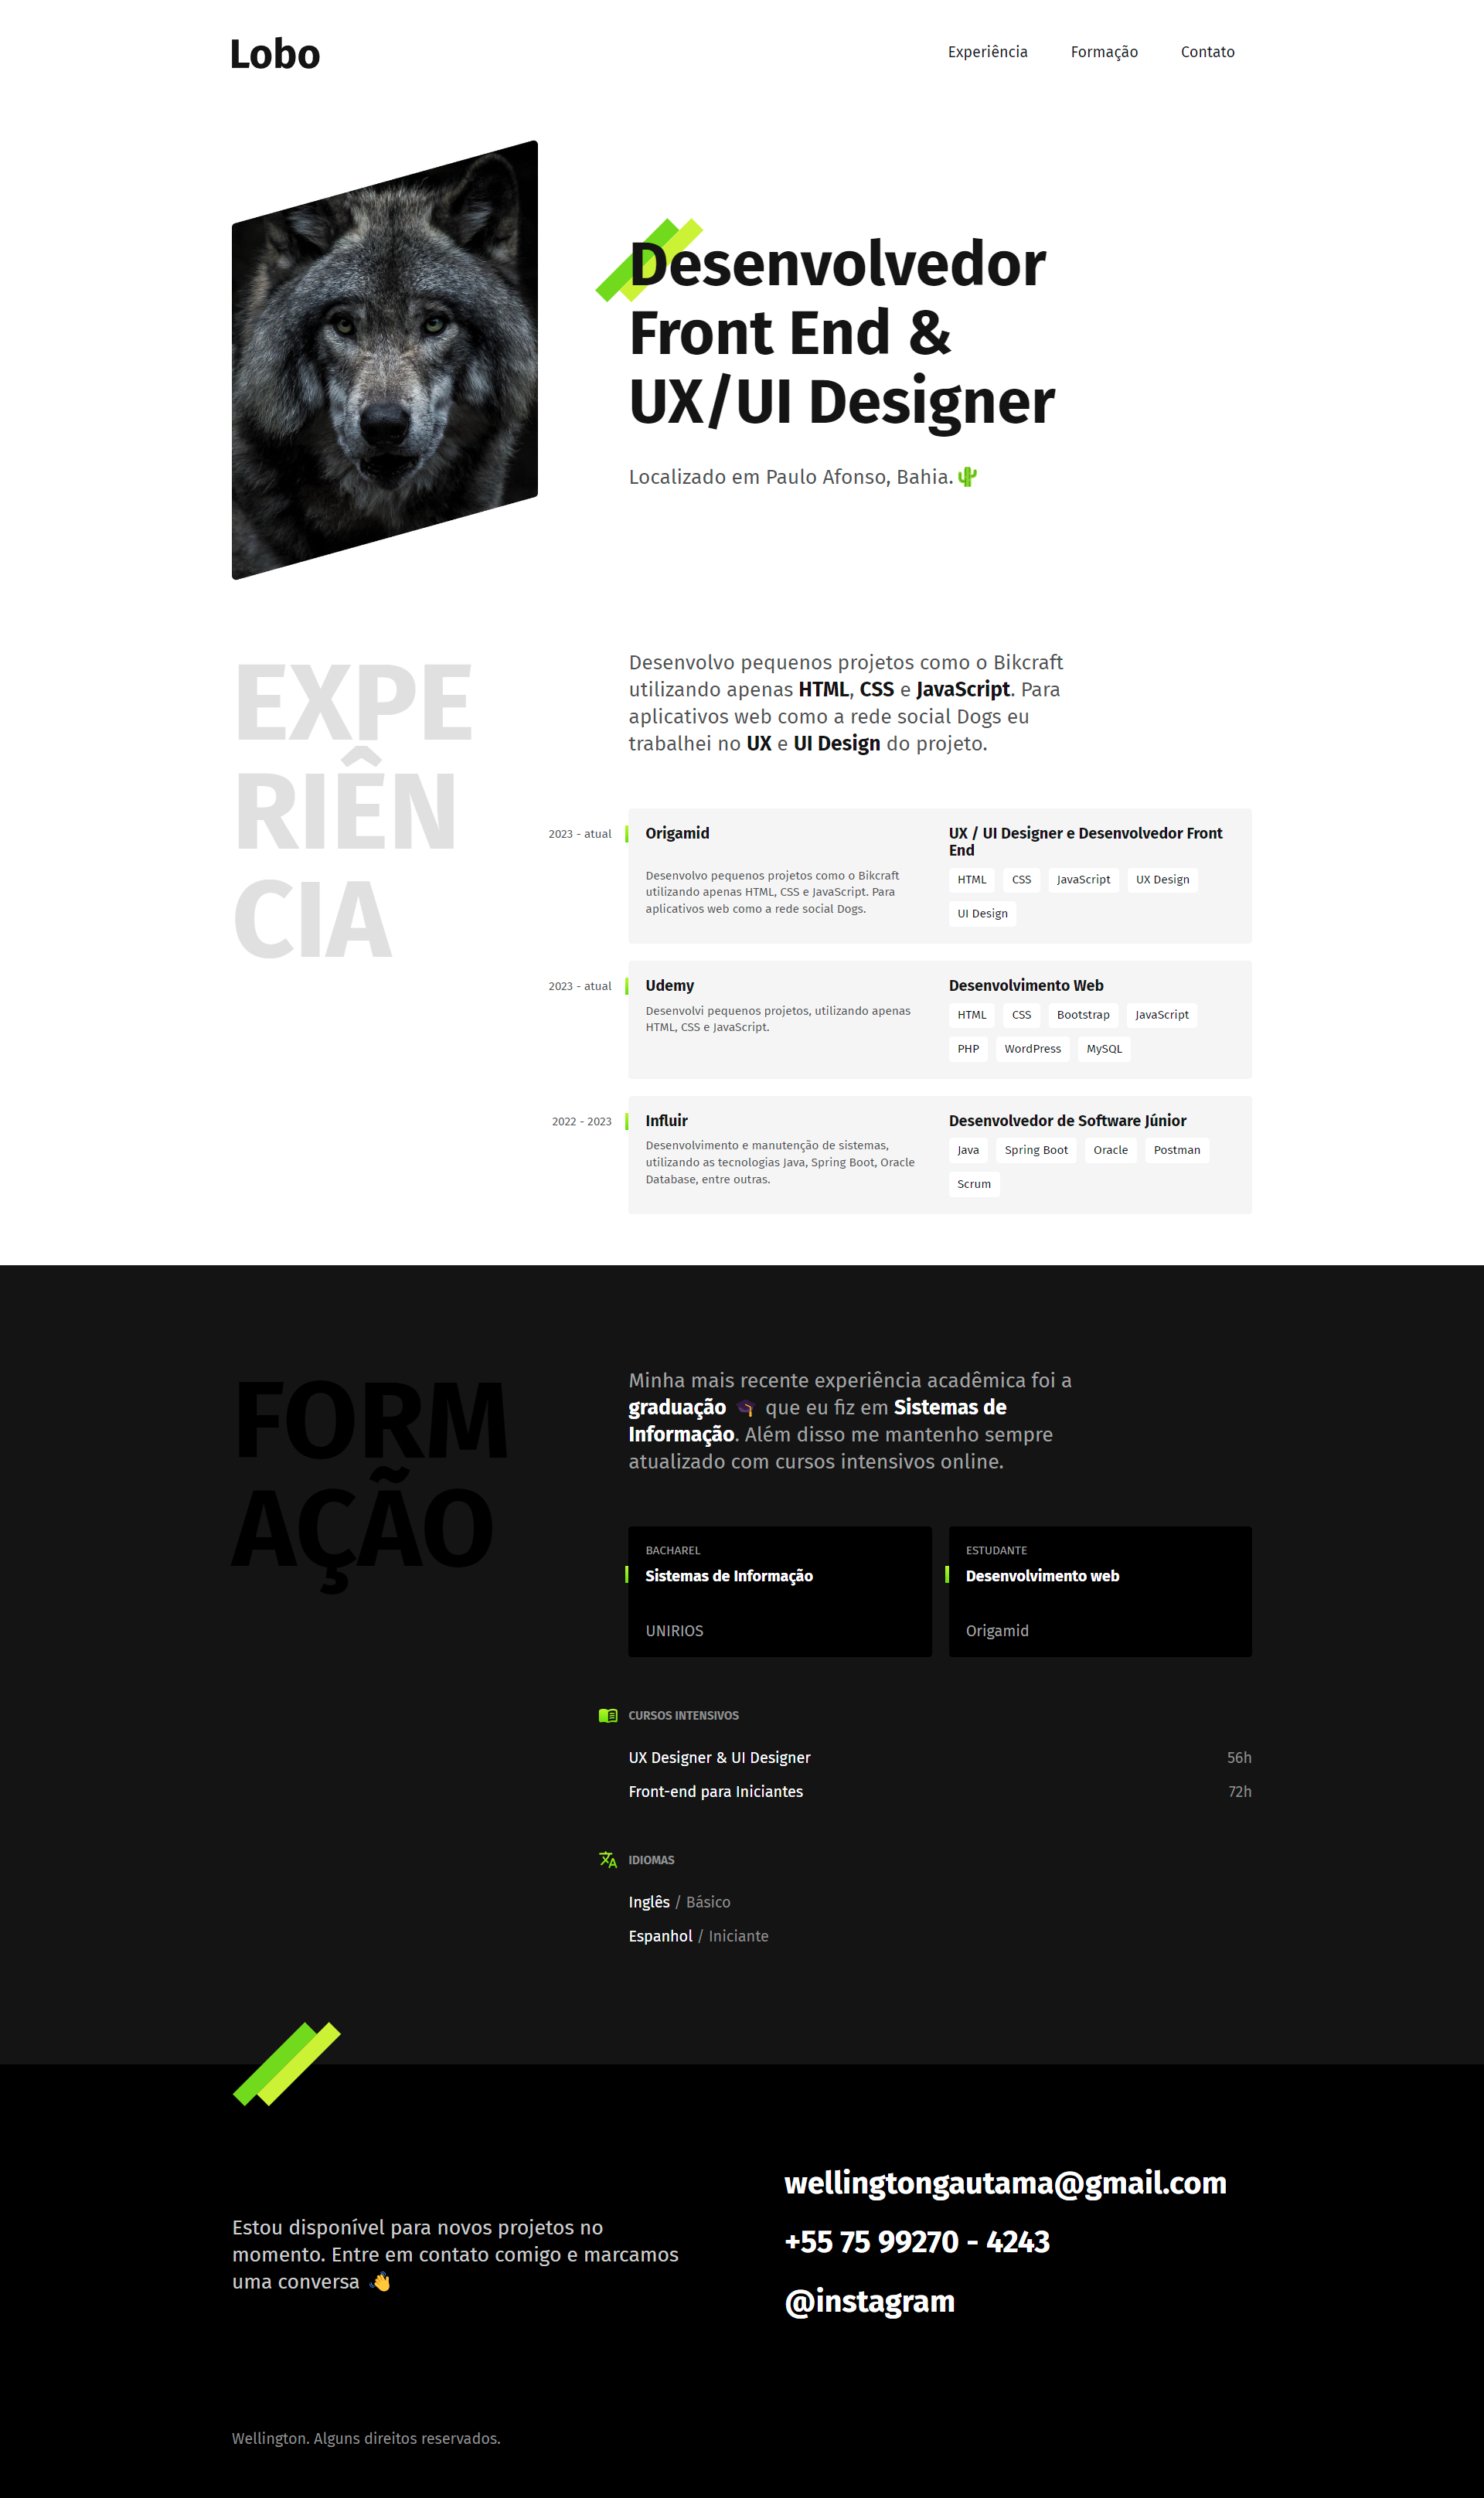 Lobo
Experiência
Formação
Contato
Desenvolvedor
Front End &
UX/UI Designer
Localizado em Paulo Afonso, Bahia.🌵
EXPE
RIÊN
CIA
Desenvolvo pequenos projetos como o Bikcraft
utilizando apenas HTML, CSS e JavaScript. Para
aplicativos web como a rede social Dogs eu
trabalhei no UX e UI Design do projeto.
2023 - atual
Origamid
Desenvolvo pequenos projetos como o Bikcraft
utilizando apenas HTML, CSS e JavaScript. Para
aplicativos web como a rede social Dogs.
UX / UI Designer e Desenvolvedor Front
End
HTML
CSS
JavaScript
UX Design
UI Design
2023 - atual
Udemy
Desenvolvi pequenos projetos, utilizando apenas
HTML, CSS e JavaScript.
Desenvolvimento Web
HTML
CSS
Bootstrap
JavaScript
PHP
WordPress
MySQL
2022 - 2023
Influir
Desenvolvimento e manutenção de sistemas,
utilizando as tecnologias Java, Spring Boot, Oracle
Database, entre outras.
Desenvolvedor de Software Júnior
Java
Spring Boot
Oracle
Postman
Scrum
FORM
AÇÃO
Minha mais recente experiência acadêmica foi a
graduação 🎓 que eu fiz em Sistemas de
Informação. Além disso me mantenho sempre
atualizado com cursos intensivos online.
BACHAREL
Sistemas de Informação
UNIRIOS
ESTUDANTE
Desenvolvimento web
Origamid
CURSOS INTENSIVOS
UX Designer & UI Designer 56h
Front-end para Iniciantes 72h
IDIOMAS
Inglês / Básico
Espanhol / Iniciante
Estou disponível para novos projetos no
momento. Entre em contato comigo e marcamos
uma conversa 👋
wellingtongautama@gmail.com
+55 75 99270 - 4243
@instagram
Wellington. Alguns direitos reservados.